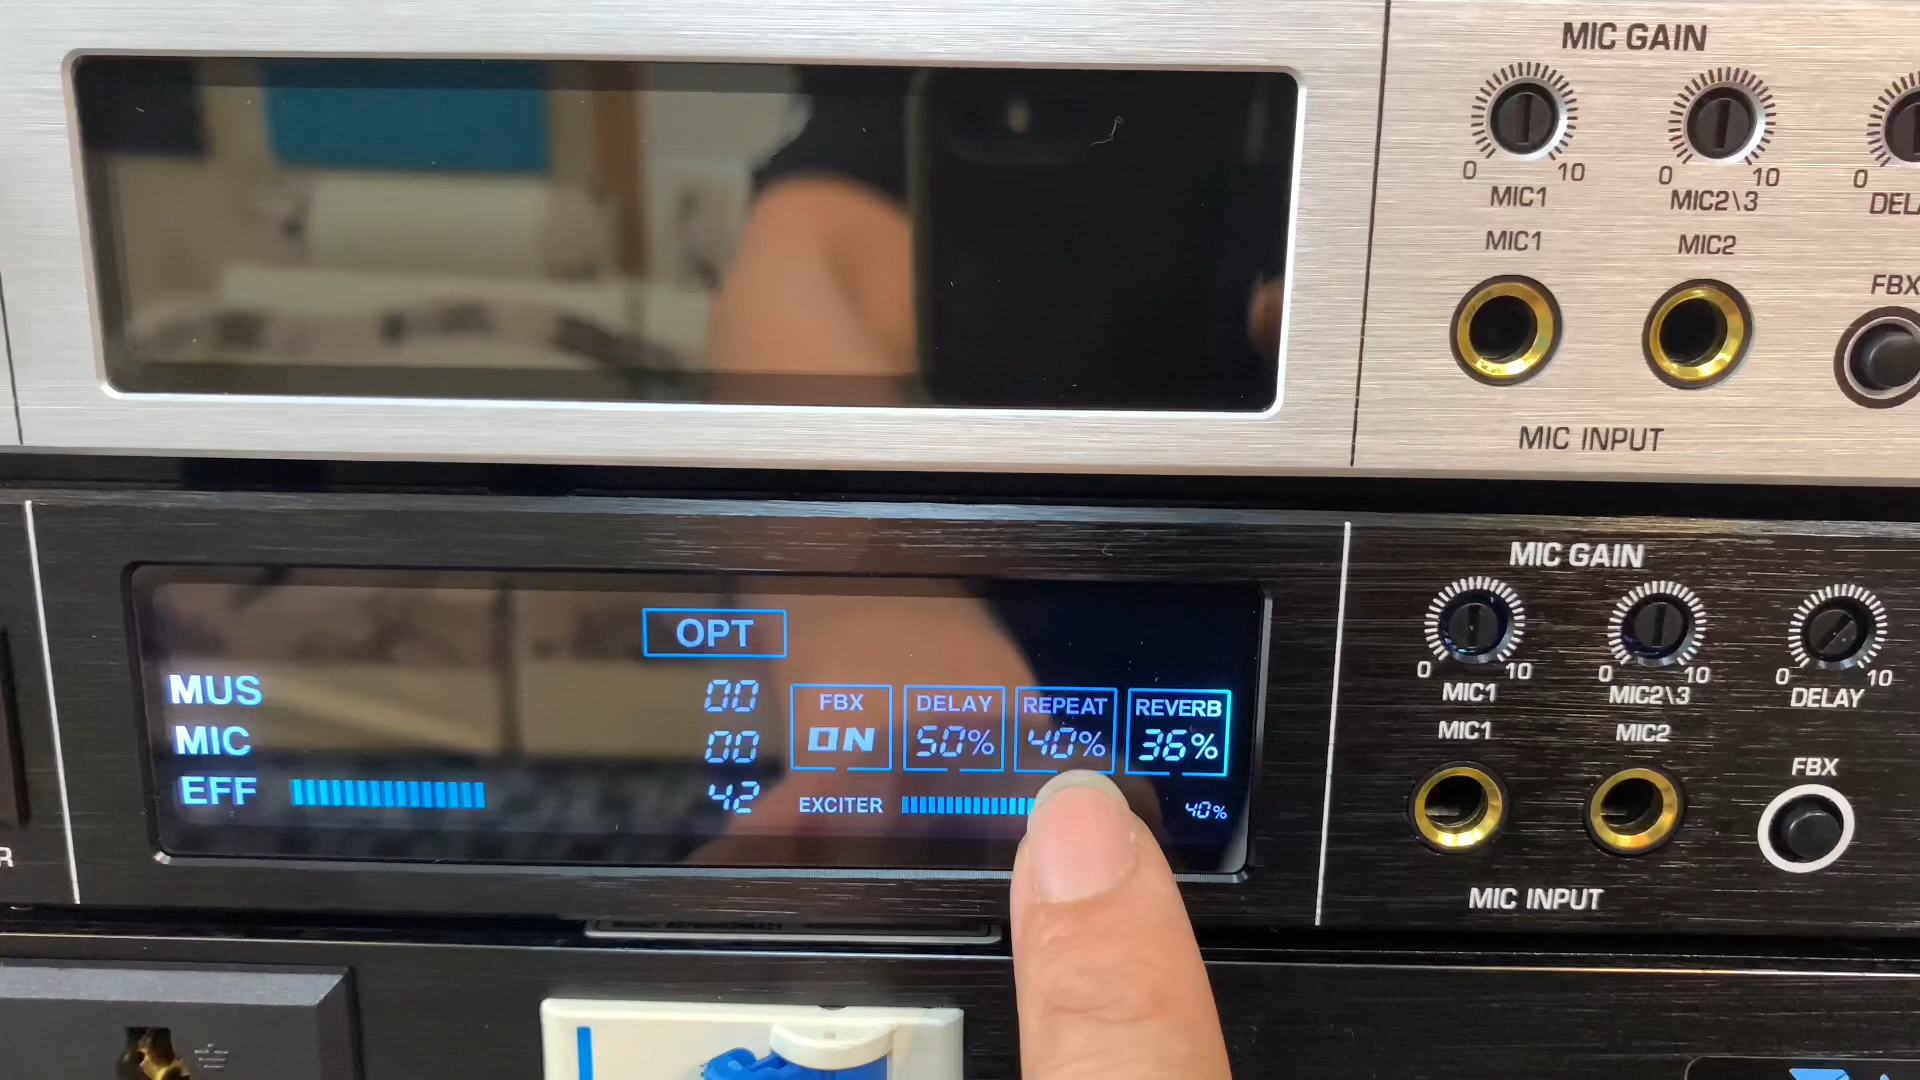 MIC GAIN
0 10
0 10
0
MIC1
MIC2\3
DELA
MIC1
MIC2
FBX
MIC INPUT
OPT
MUS 00
MIC 00
EFF 42
FBX
ON
DELAY
50%
REPEAT
40%
REVERB
36%
EXCITER 40%
MIC GAIN
0 10
0 10
0 10
MIC1
MIC2\3
DELAY
MIC1
MIC2
FBX
MIC INPUT
R